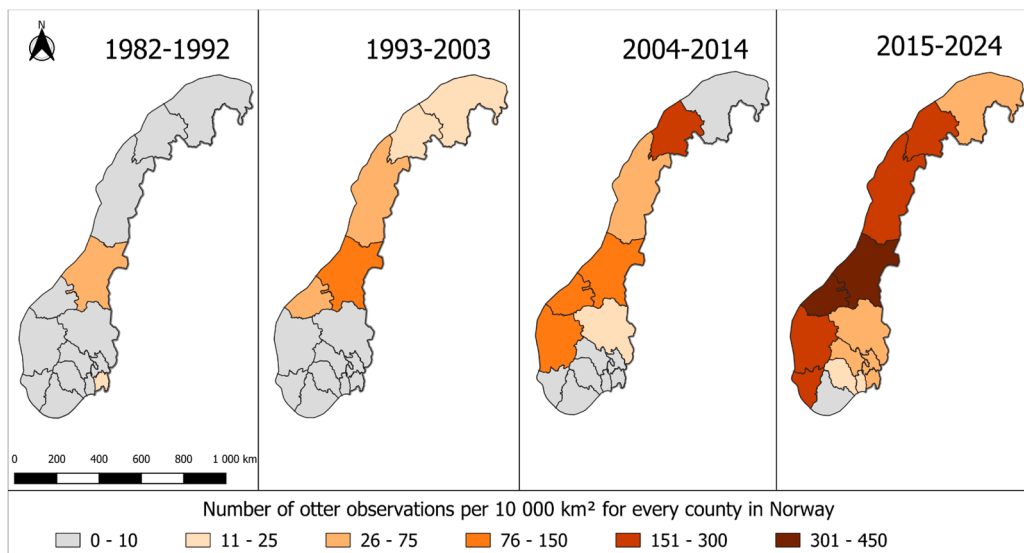 N
1982-1992
1993-2003
2004-2014
2015-2024
0 200 400 600 800 1 000 km
Number of otter observations per 10 000 km² for every county in Norway
0 - 10 11 - 25 26 - 75 76 - 150 151 - 300 301 - 450